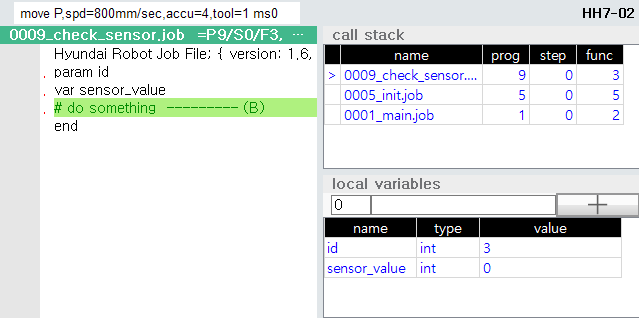 move P,spd=800mm/sec,accu=4,tool=1 ms0
HH7-02
0009_check_sensor.job =P9/S0/F3, ...
Hyundai Robot Job File; { version: 1.6,
param id
var sensor_value
# do something --------- (B)
end
call stack
name prog step func
> 0009_check_sensor.... 9 0 3
0005_init.job 5 0 5
0001_main.job 1 0 2
local variables
0
name type value
id int 3
sensor_value int 0